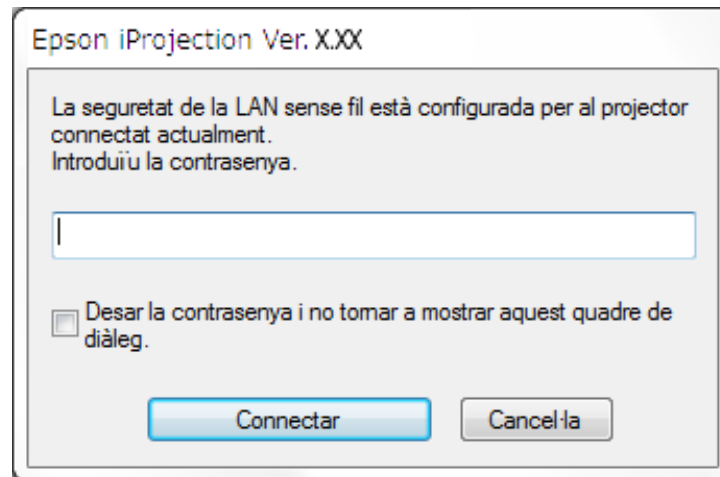 Epson iProjection Ver. X.XX
La seguretat de la LAN sense fil està configurada per al projector
connectat actualment.
Introduïu la contrasenya.
Desar la contrasenya i no tornar a mostrar aquest quadre de
diàleg.
Connectar
Cancel·la